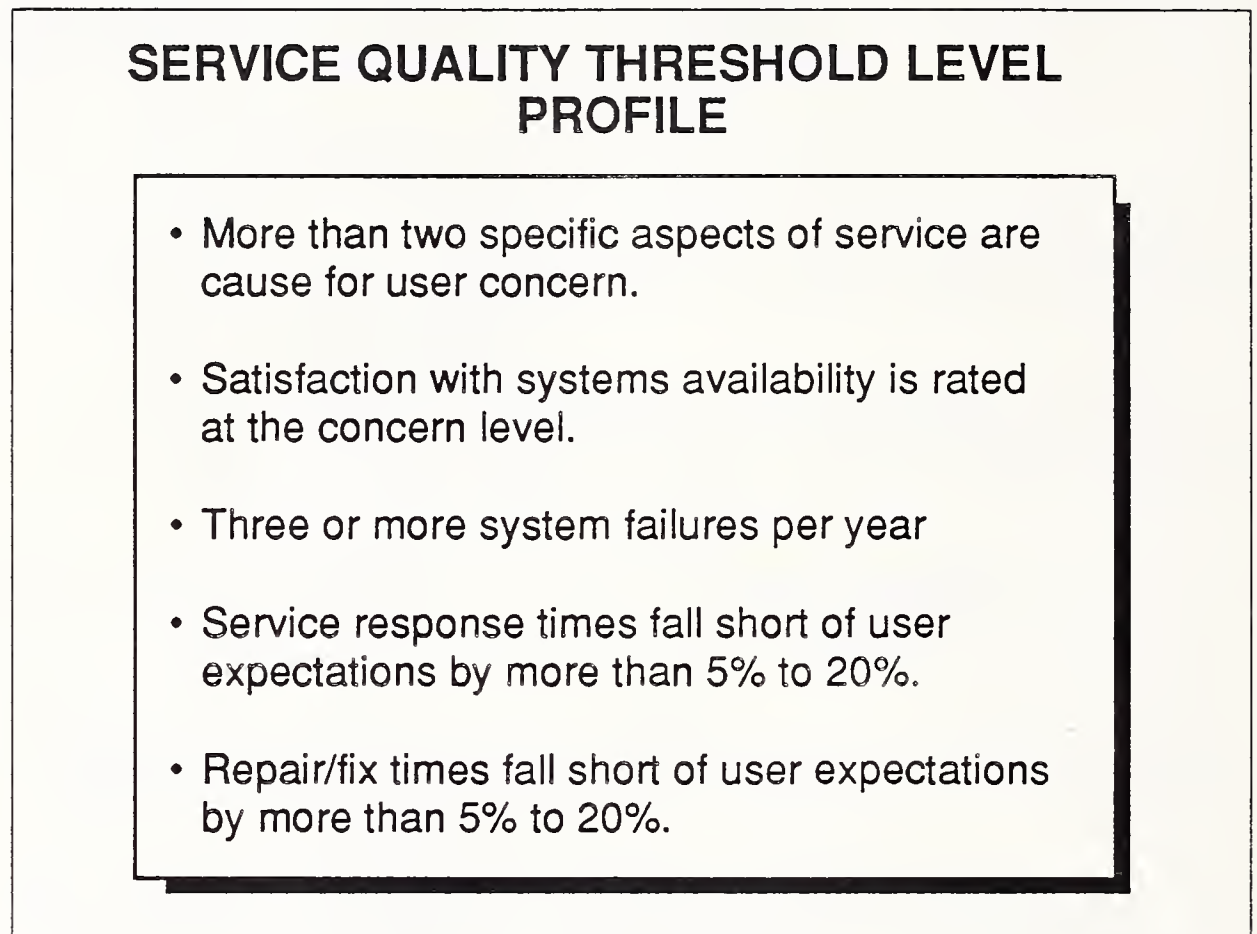 SERVICE QUALITY THRESHOLD LEVEL
PROFILE
• More than two specific aspects of service are
cause for user concern.
• Satisfaction with systems availability is rated
at the concern level.
• Three or more system failures per year
• Service response times fall short of user
expectations by more than 5% to 20%.
• Repair/fix times fall short of user expectations
by more than 5% to 20%.